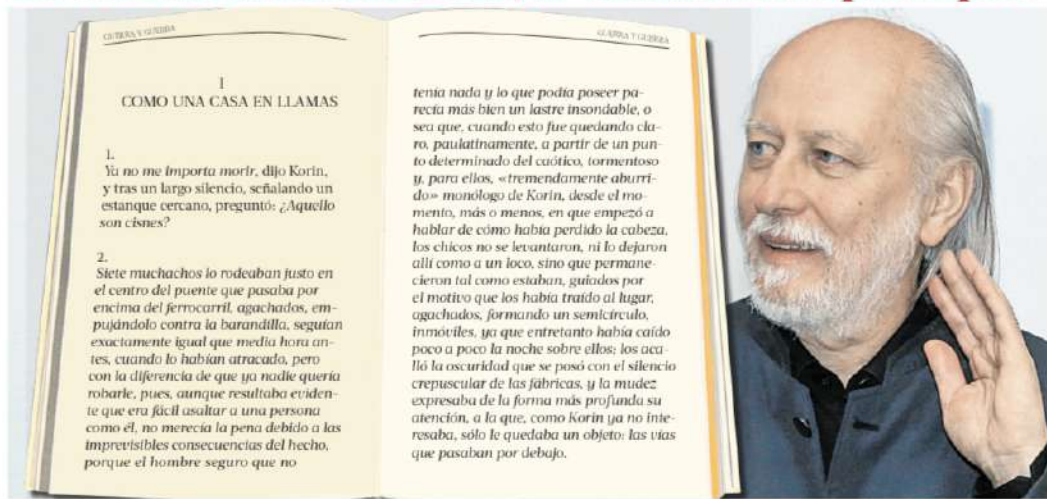 GUERRA Y GUERRA
I
COMO UNA CASA EN LLAMAS
1.
Ya no me importa morir, dijo Korin,
y tras un largo silencio, señalando un
estanque cercano, preguntó: ¿Aquello
son cisnes?
2.
Siete muchachos lo rodeaban justo en
el centro del puente que pasaba por
encima del ferrocarril, agachados, em-
pujándolo contra la barandilla, seguían
exactamente igual que media hora an-
tes, cuando lo habían atracado, pero
con la diferencia de que ya nadie quería
robarle, pues, aunque resultaba eviden-
te que era fácil asaltar a una persona
como él, no merecía la pena debido a las
imprevisibles consecuencias del hecho,
porque el hombre seguro que no
GUERRA Y GUERRA
tenía nada y lo que podía poseer pa-
recía más bien un lastre insondable, o
sea que, cuando esto fue quedando cla-
ro, paulatinamente, a partir de un pun-
to determinado del caótico, tormentoso
y, para ellos, «tremendamente aburri-
do» monólogo de Korin, desde el mo-
mento, más o menos, en que empezó a
hablar de cómo había perdido la cabeza,
los chicos no se levantaron, ni lo dejaron
allí como a un loco, sino que permane-
cieron tal como estaban, guiados por
el motivo que los había traído al lugar,
agachados, formando un semicírculo,
inmóviles, ya que entretanto había caído
poco a poco la noche sobre ellos; los aca-
lló la oscuridad que se posó con el silencio
crepuscular de las fábricas, y la mudez
expresaba de la forma más profunda su
atención, a la que, como Korin ya no inte-
resaba, sólo le quedaba un objeto: las vías
que pasaban por debajo.